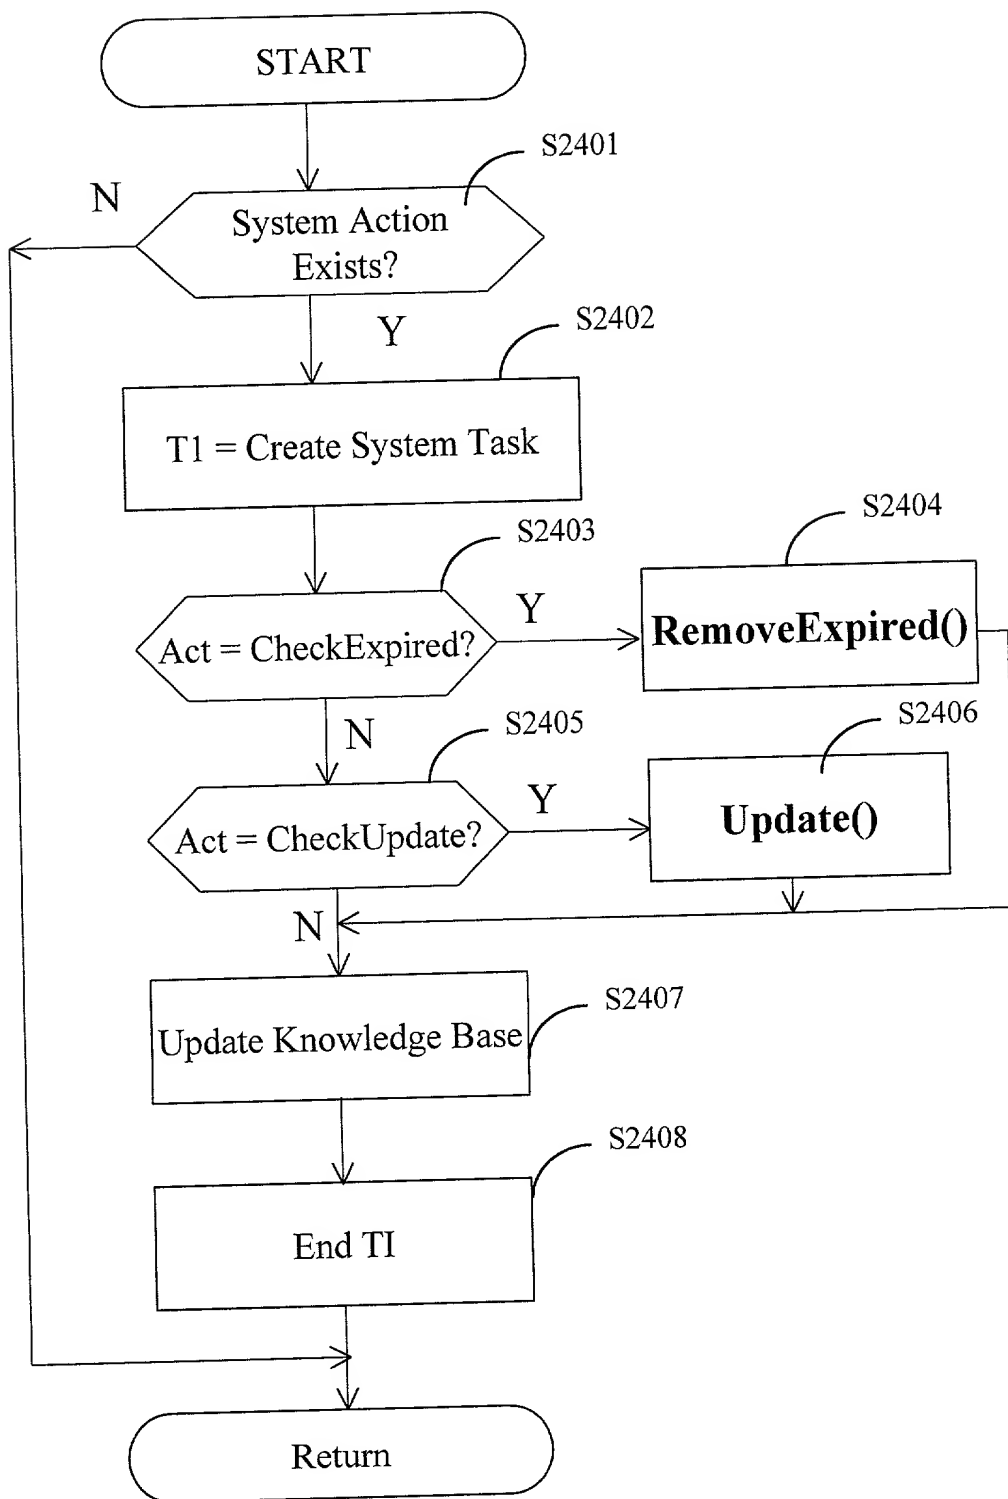 START
S2401
N
System Action
Exists?
Y
S2402
T1 = Create System Task
S2403
S2404
Act = CheckExpired?
Y
RemoveExpired()
N
S2405
S2406
Act = CheckUpdate?
Y
Update()
N
S2407
Update Knowledge Base
S2408
End TI
Return